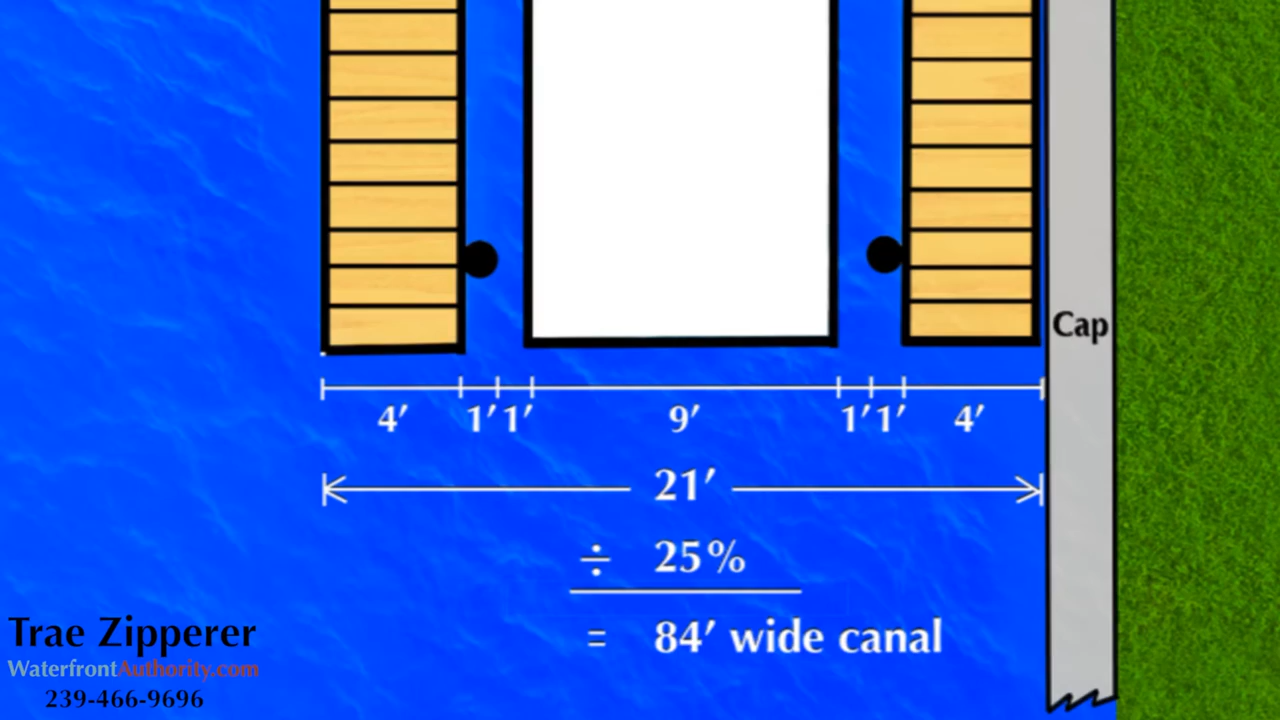 Cap
4′ 1′ 1′ 9′ 1′ 1′ 4′
21′
÷ 25%
= 84′ wide canal
Trae Zipperer
WaterfrontAuthority.com
239-466-9696